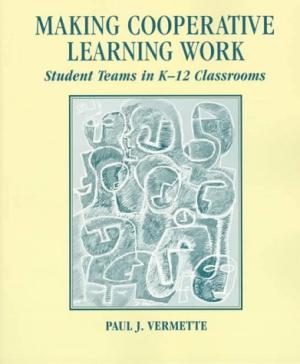 MAKING COOPERATIVE
LEARNING WORK
Student Teams in K–12 Classrooms
PAUL J. VERMETTE